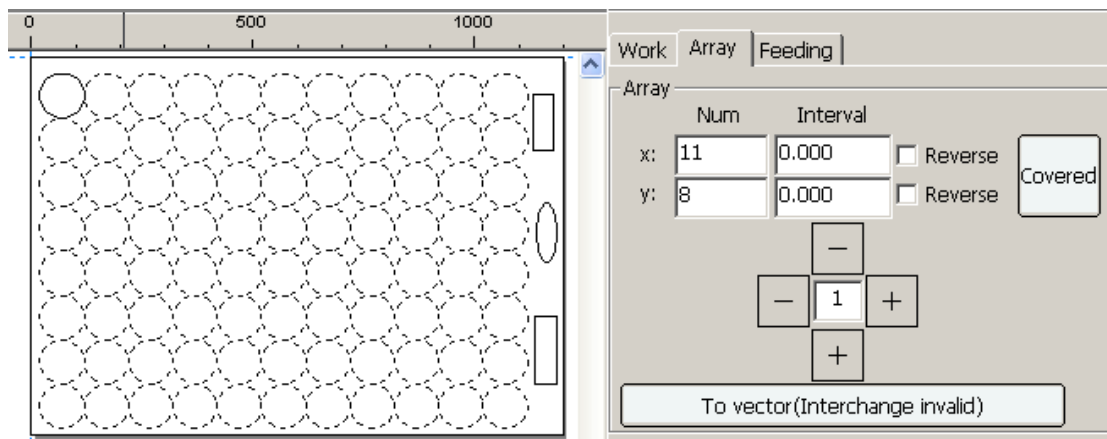 0 500 1000
Work Array Feeding
Array
Num Interval
x: 11 0.000 Reverse
Covered
y: 8 0.000 Reverse
−
− 1 +
+
To vector(Interchange invalid)